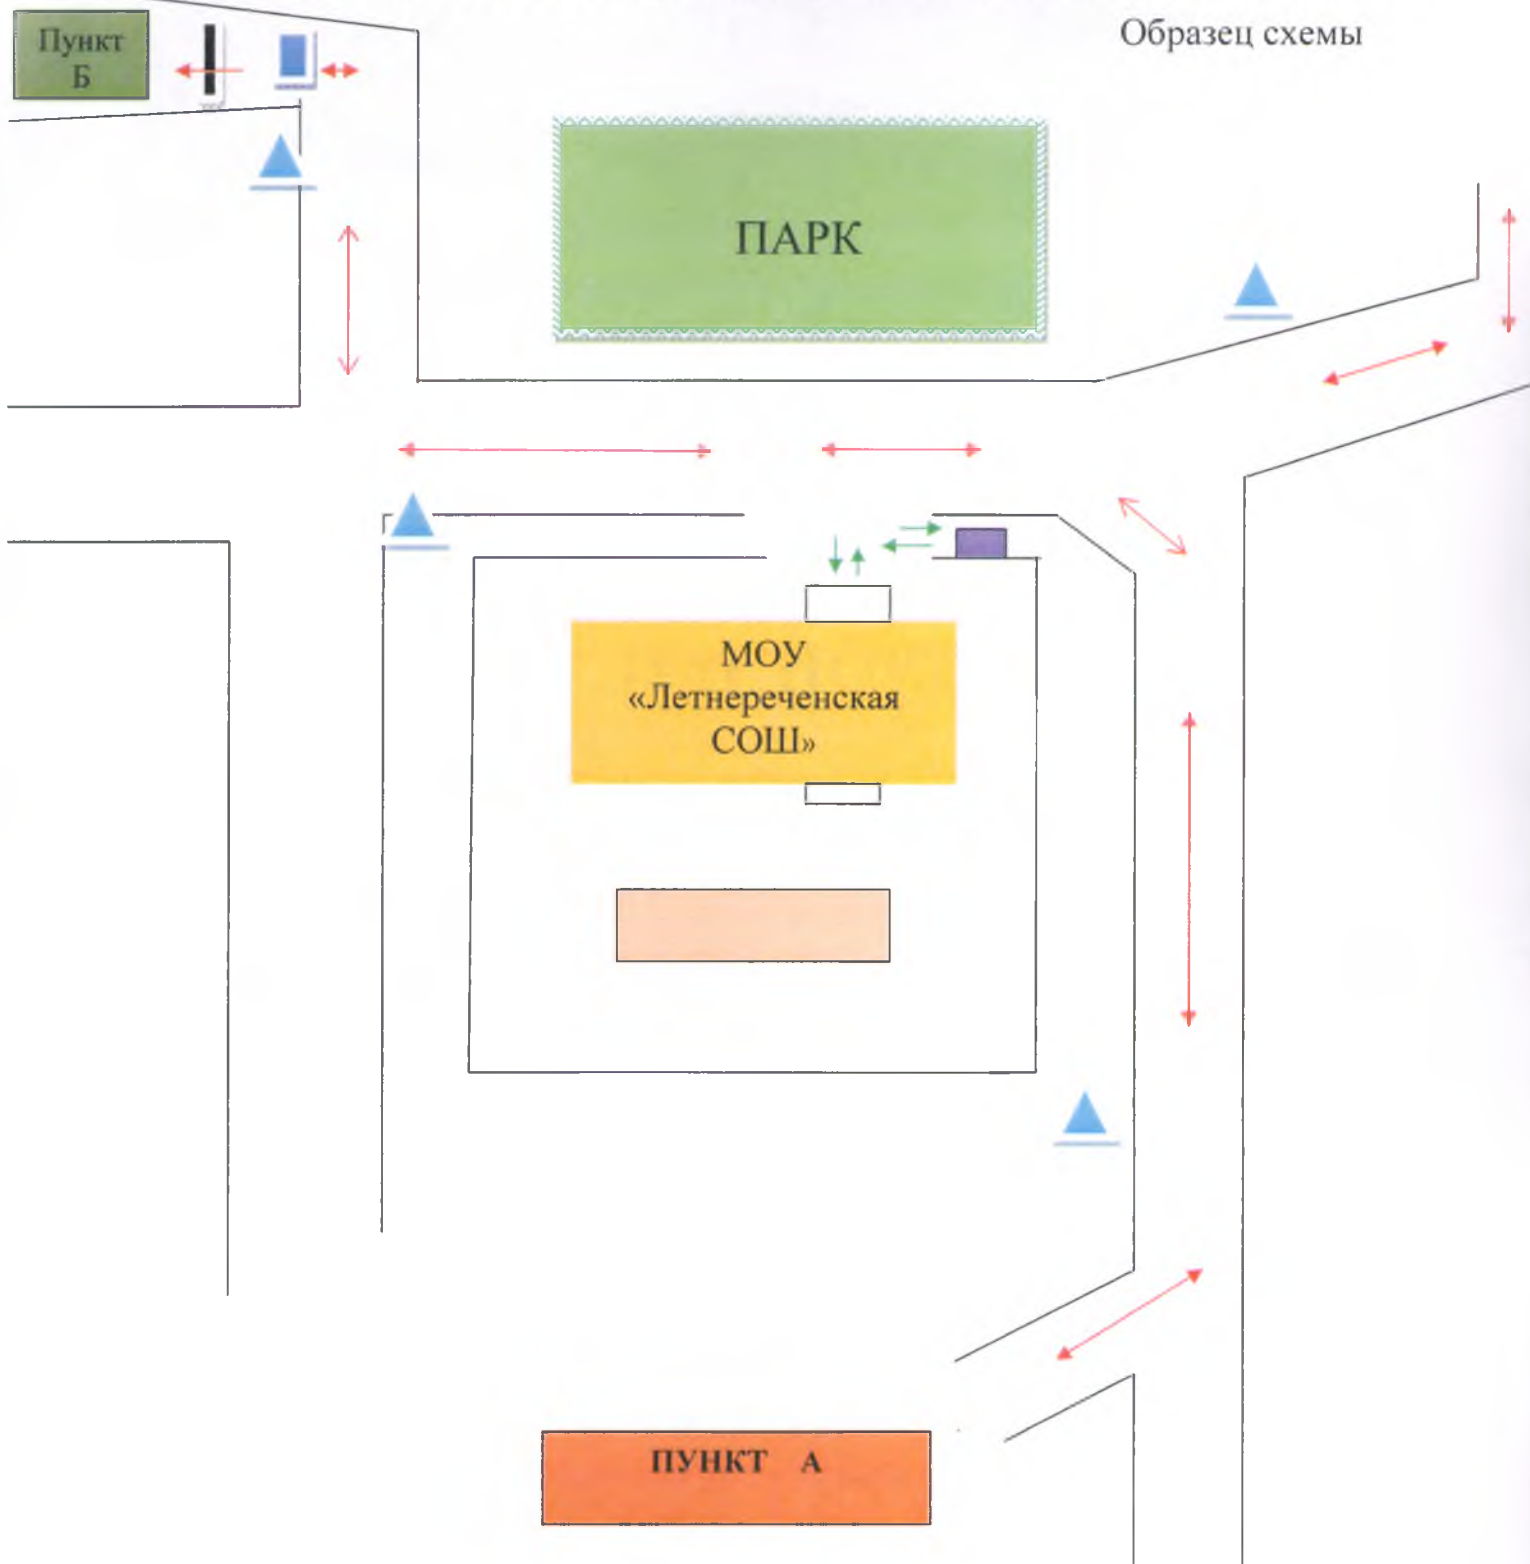 Образец схемы
Пункт
Б
ПАРК
МОУ
«Летнереченская
СОШ»
ПУНКТ А